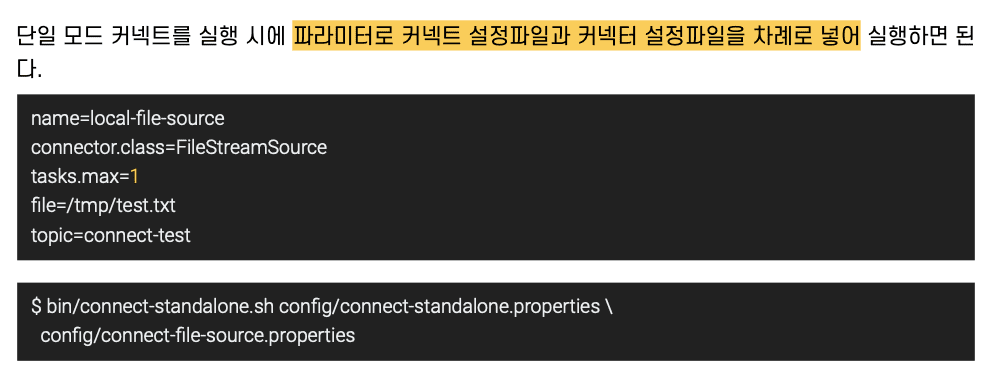 단일 모드 커넥트를 실행 시에 파라미터로 커넥트 설정파일과 커넥터 설정파일을 차례로 넣어 실행하면 된
다.
name=local-file-source
connector.class=FileStreamSource
tasks.max=1
file=/tmp/test.txt
topic=connect-test
$ bin/connect-standalone.sh config/connect-standalone.properties \
config/connect-file-source.properties